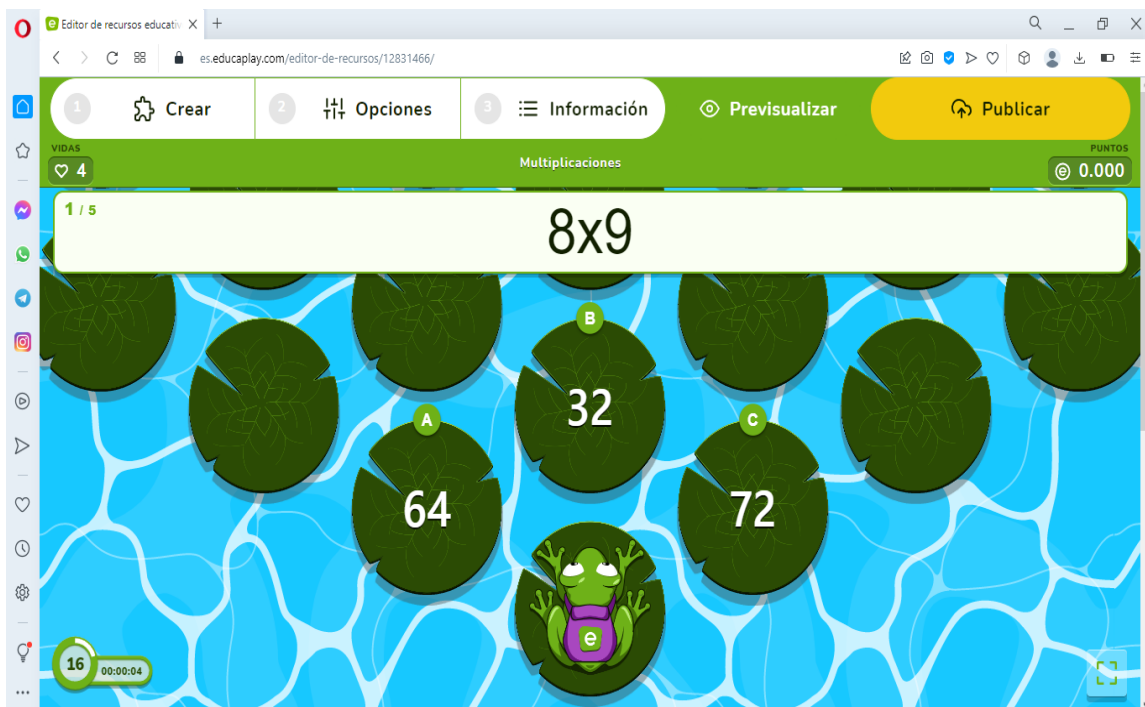 Editor de recursos educativ
es.educaplay.com/editor-de-recursos/12831466/
1 Crear
2 Opciones
3 Información
Previsualizar
Publicar
VIDAS
4
Multiplicaciones
PUNTOS
0.000
1 / 5
8x9
B
32
A
64
C
72
e
16
00:00:04